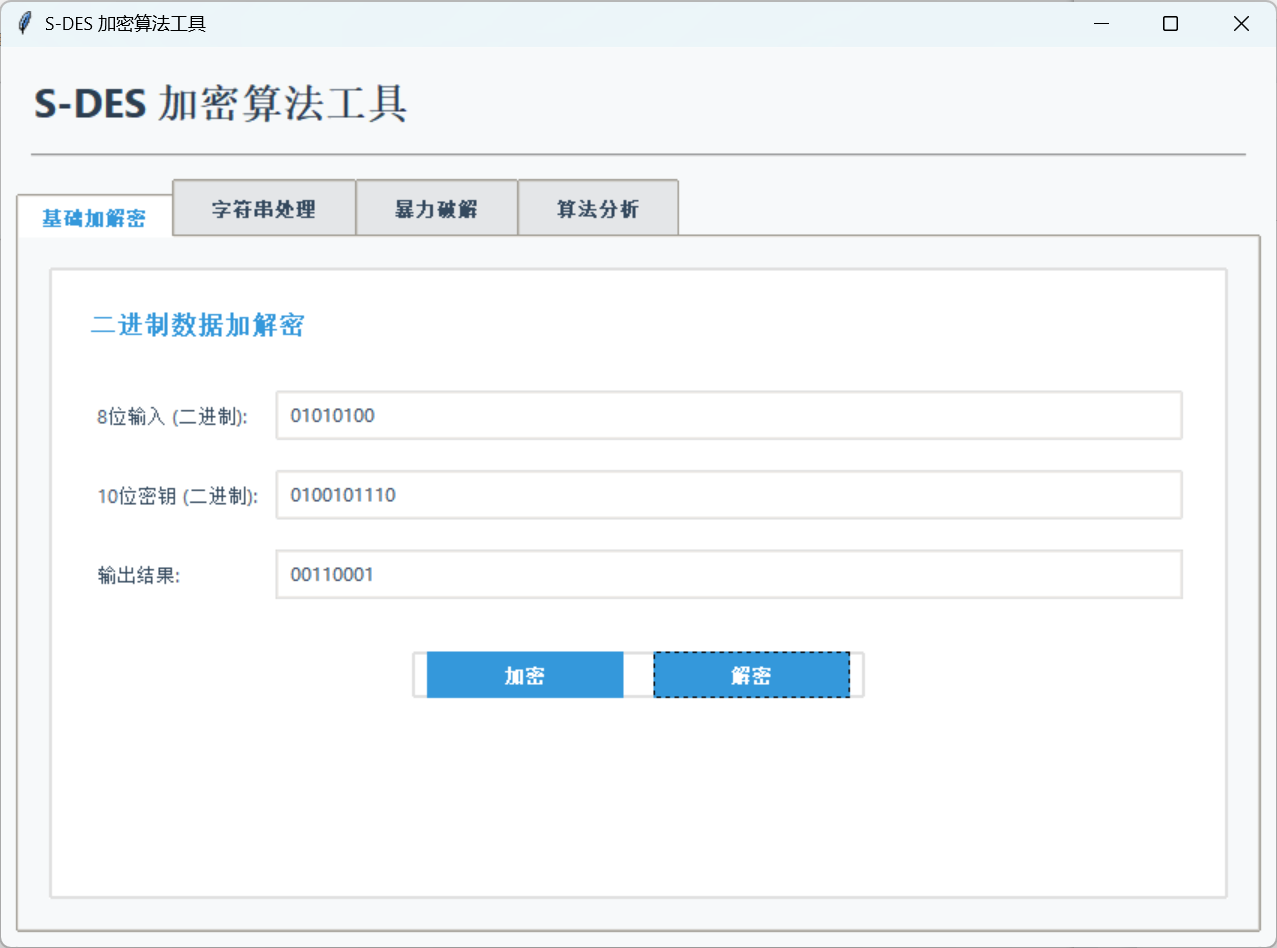 S-DES 加密算法工具
S-DES 加密算法工具
基础加解密 字符串处理 暴力破解 算法分析
二进制数据加解密
8位输入 (二进制): 01010100
10位密钥 (二进制): 0100101110
输出结果: 00110001
加密 解密